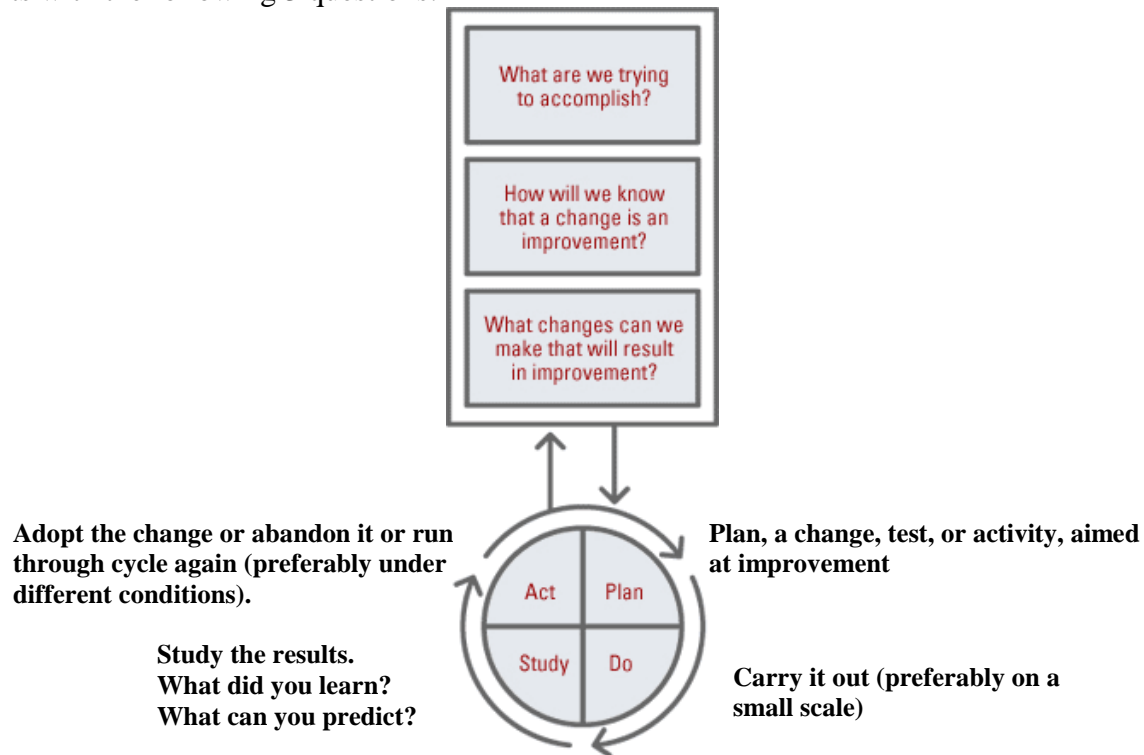 What are we trying
to accomplish?
How will we know
that a change is an
improvement?
What changes can we
make that will result
in improvement?
Adopt the change or abandon it or run
through cycle again (preferably under
different conditions).
Plan, a change, test, or activity, aimed
at improvement
Act
Plan
Study
Do
Study the results.
What did you learn?
What can you predict?
Carry it out (preferably on a
small scale)